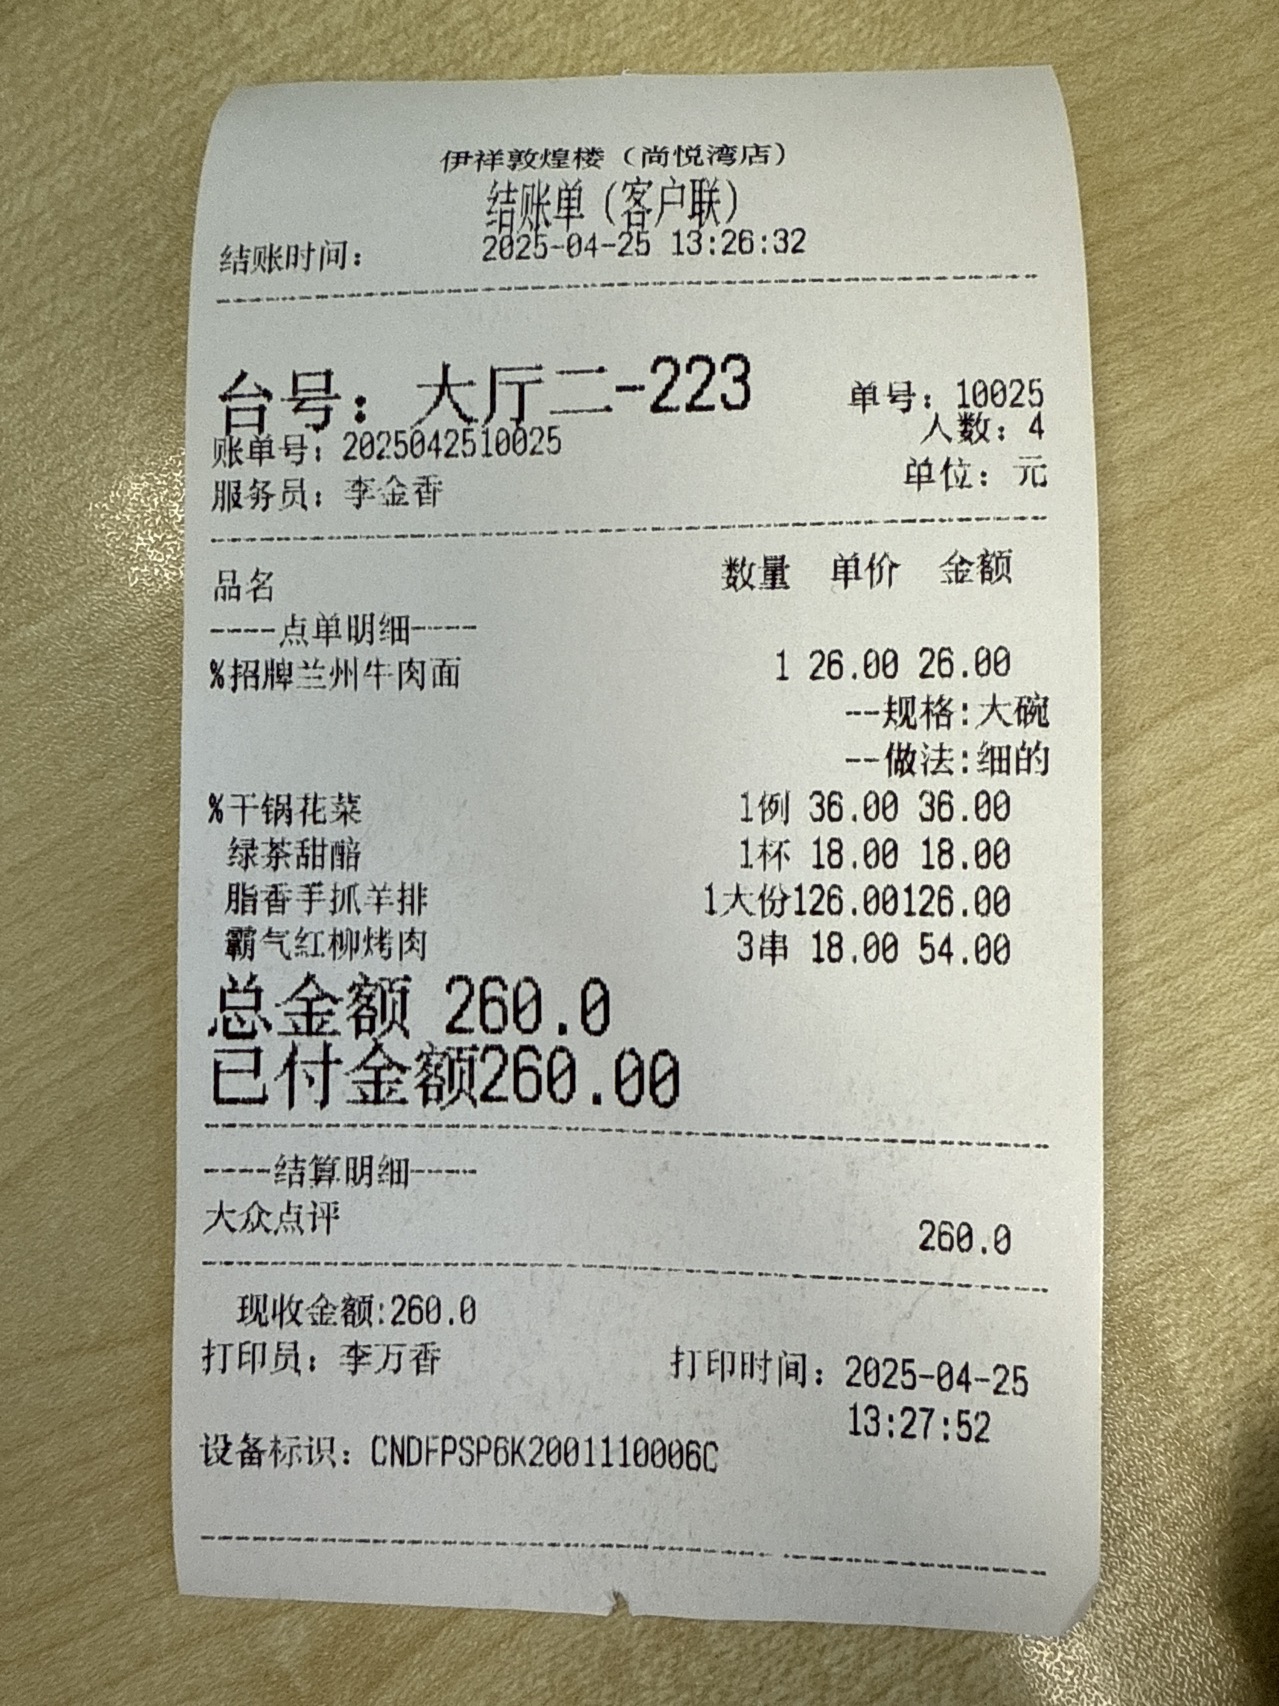 伊祥敦煌楼（尚悦湾店）
结账单（客户联）
结账时间： 2025-04-25 13:26:32
台号：大厅二-223 单号：10025
人数：4
账单号：2025042510025
单位：元
服务员：李金香
品名 数量 单价 金额
----点单明细----
%招牌兰州牛肉面 1 26.00 26.00
--规格:大碗
--做法:细的
%干锅花菜 1例 36.00 36.00
绿茶甜醅 1杯 18.00 18.00
脂香手抓羊排 1大份126.00126.00
霸气红柳烤肉 3串 18.00 54.00
总金额 260.0
已付金额260.00
----结算明细----
大众点评 260.0
现收金额:260.0
打印员：李万香 打印时间：2025-04-25
13:27:52
设备标识：CNDFPSP6K2001110006C